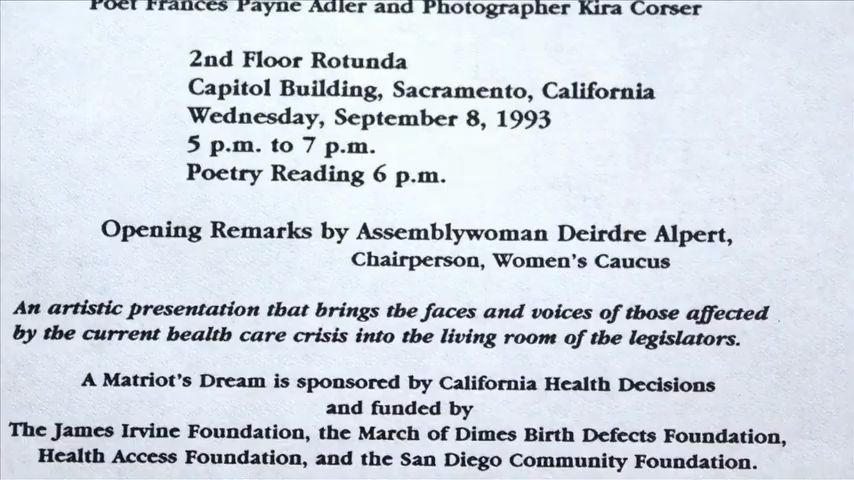 Poet Frances Payne Adler and Photographer Kira Corser
2nd Floor Rotunda
Capitol Building, Sacramento, California
Wednesday, September 8, 1993
5 p.m. to 7 p.m.
Poetry Reading 6 p.m.
Opening Remarks by Assemblywoman Deirdre Alpert,
Chairperson, Women's Caucus
An artistic presentation that brings the faces and voices of those affected
by the current health care crisis into the living room of the legislators.
A Matriot's Dream is sponsored by California Health Decisions
and funded by
The James Irvine Foundation, the March of Dimes Birth Defects Foundation,
Health Access Foundation, and the San Diego Community Foundation.